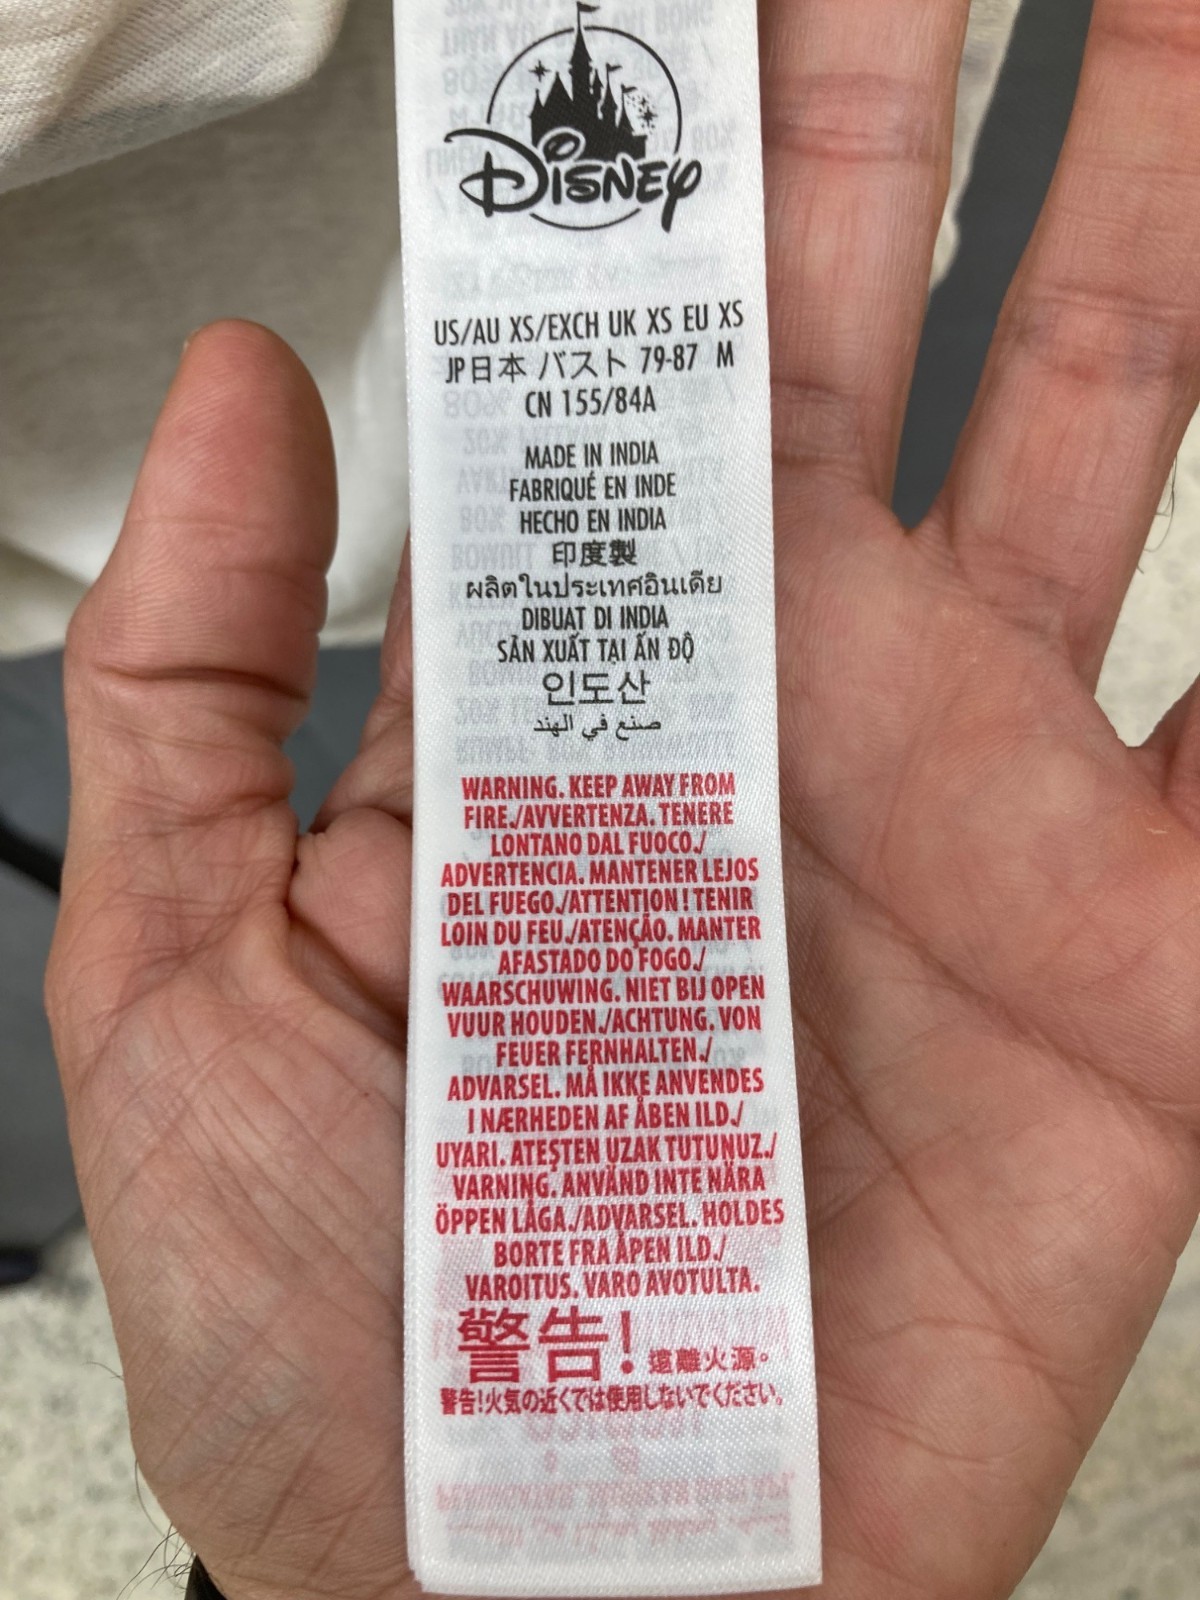 Disney
US/AU XS/EXCH UK XS EU XS
JP日本 バスト 79-87 M
CN 155/84A
MADE IN INDIA
FABRIQUÉ EN INDE
HECHO EN INDIA
印度製
ผลิตในประเทศอินเดีย
DIBUAT DI INDIA
SẢN XUẤT TẠI ẤN ĐỘ
인도산
صنع في الهند
WARNING. KEEP AWAY FROM
FIRE./AVVERTENZA. TENERE
LONTANO DAL FUOCO./
ADVERTENCIA. MANTENER LEJOS
DEL FUEGO./ATTENTION! TENIR
LOIN DU FEU./ATENÇÃO. MANTER
AFASTADO DO FOGO./
WAARSCHUWING. NIET BIJ OPEN
VUUR HOUDEN./ACHTUNG. VON
FEUER FERNHALTEN./
ADVARSEL. MÅ IKKE ANVENDES
I NÆRHEDEN AF ÅBEN ILD./
UYARI. ATEŞTEN UZAK TUTUNUZ./
VARNING. ANVÄND INTE NÄRA
ÖPPEN LÅGA./ADVARSEL. HOLDES
BORTE FRA ÅPEN ILD./
VAROITUS. VARO AVOTULTA.
警告! 遠離火源。
警告!火気の近くでは使用しないでください。